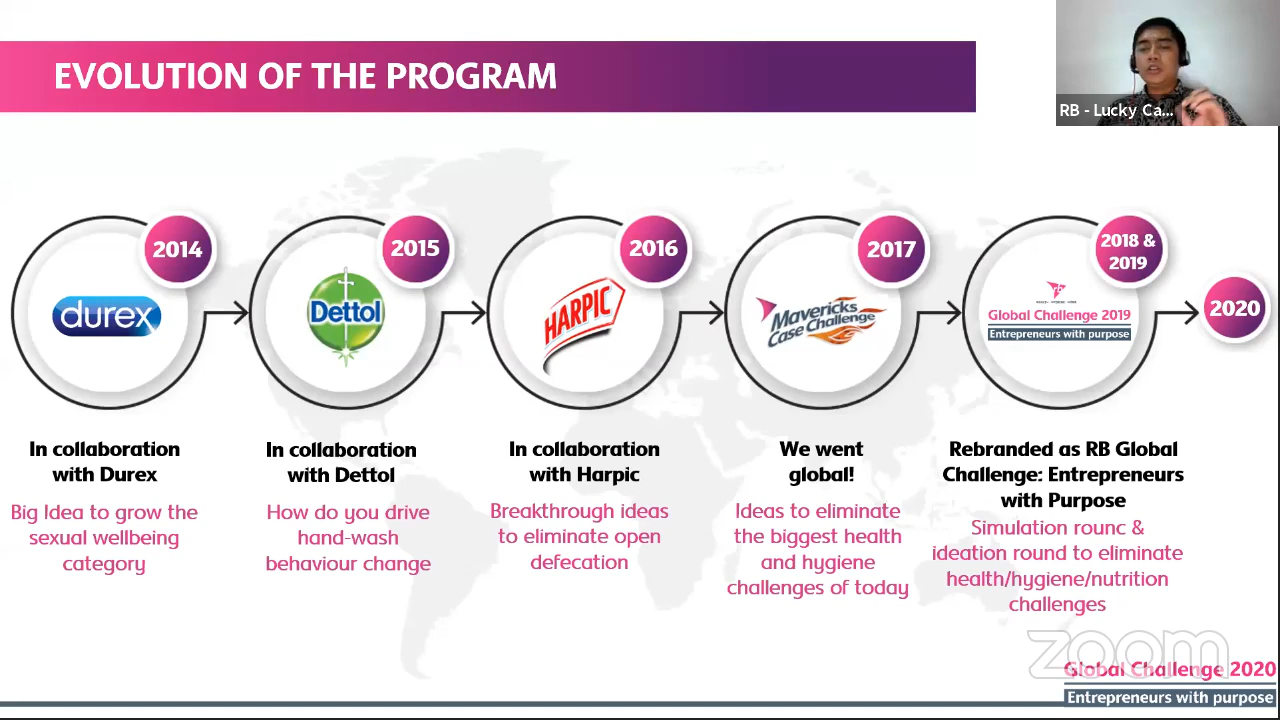 EVOLUTION OF THE PROGRAM
RB - Lucky Ca...
2014
2015
2016
2017
2018 &
2019
2020
durex
Dettol
HARPIC
Mavericks
Case Challenge
rb
Global Challenge 2019
Entrepreneurs with purpose
In collaboration
with Durex
Big Idea to grow the
sexual wellbeing
category
In collaboration
with Dettol
How do you drive
hand-wash
behaviour change
In collaboration
with Harpic
Breakthrough ideas
to eliminate open
defecation
We went
global!
Ideas to eliminate
the biggest health
and hygiene
challenges of today
Rebranded as RB Global
Challenge: Entrepreneurs
with Purpose
Simulation rounc &
ideation round to eliminate
health/hygiene/nutrition
challenges
zoom
Global Challenge 2020
Entrepreneurs with purpose